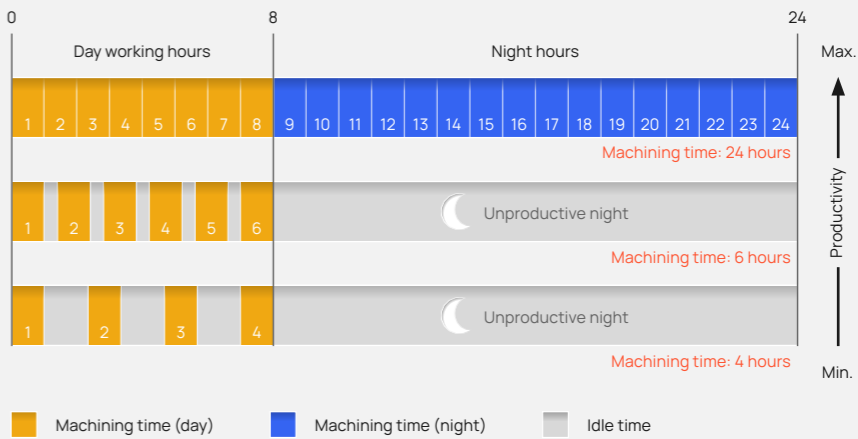 0 8 24
Day working hours Night hours Max.
1 2 3 4 5 6 7 8 9 10 11 12 13 14 15 16 17 18 19 20 21 22 23 24
Machining time: 24 hours
Productivity
1 2 3 4 5 6 Unproductive night
Machining time: 6 hours
1 2 3 4 Unproductive night
Machining time: 4 hours
Min.
Machining time (day) Machining time (night) Idle time